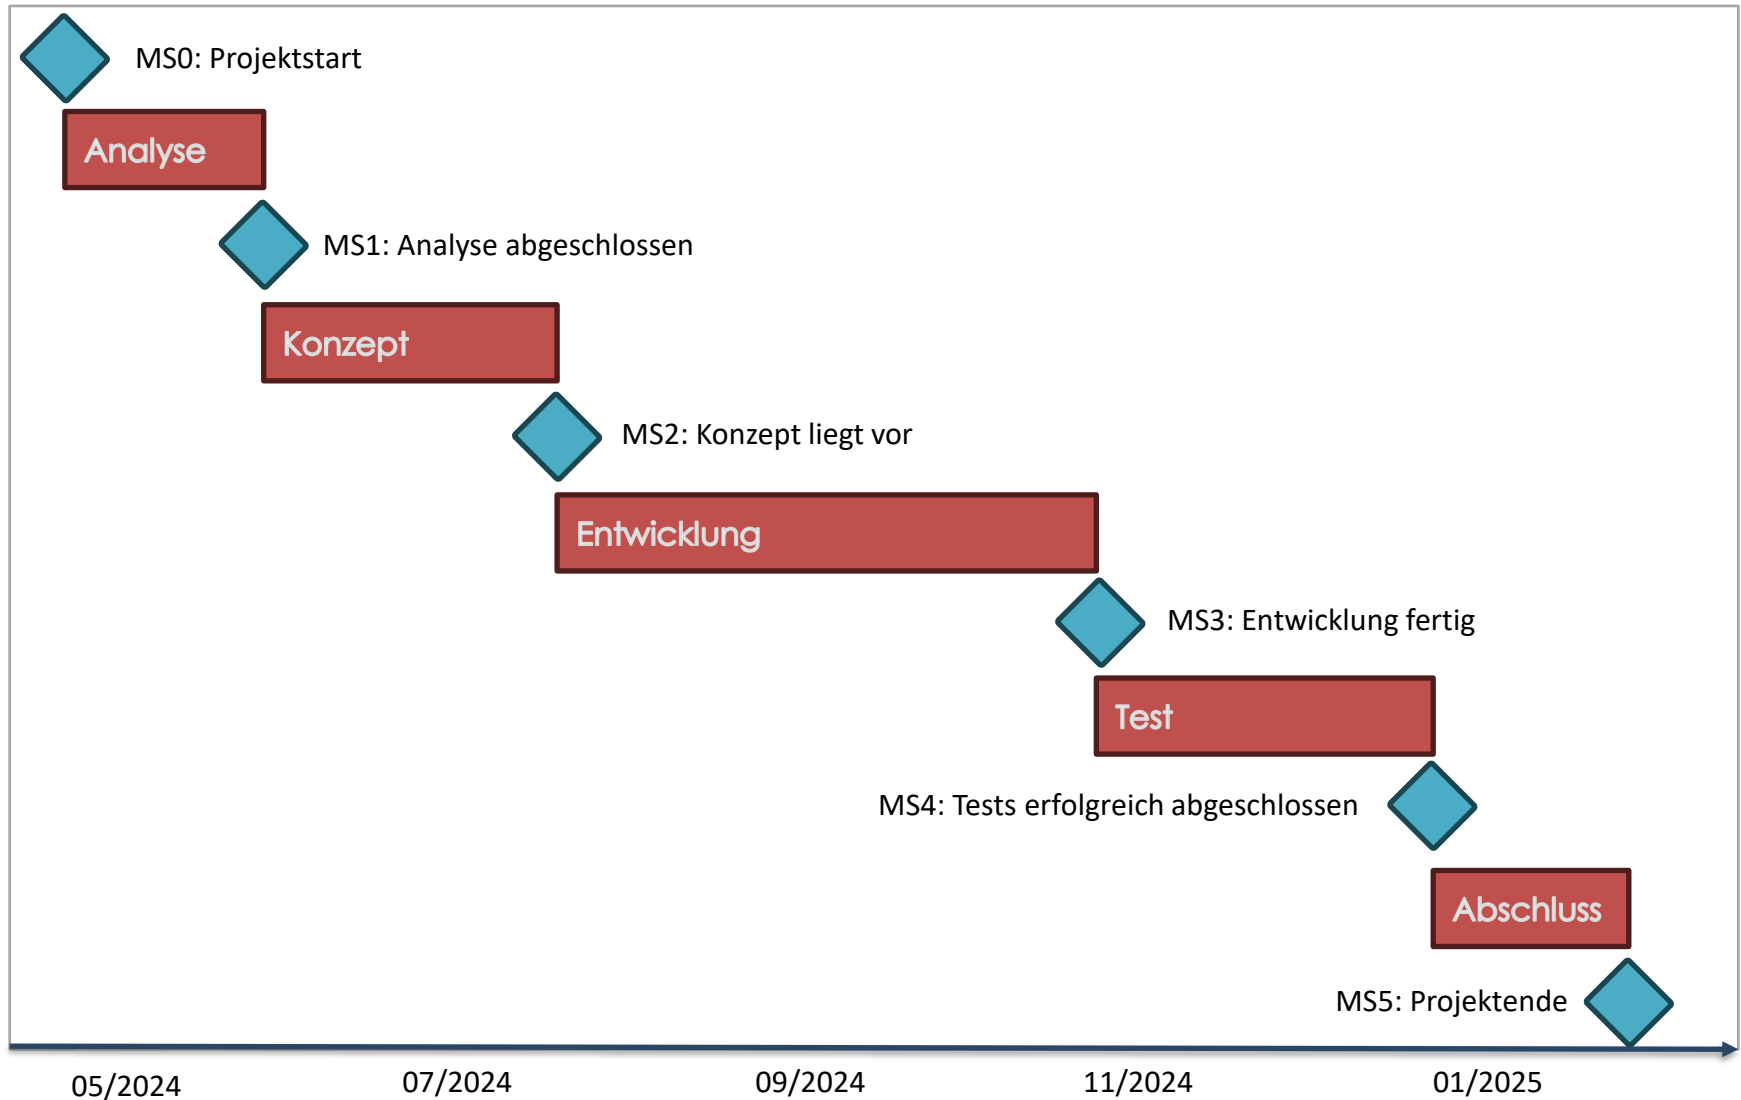 MS0: Projektstart
Analyse
MS1: Analyse abgeschlossen
Konzept
MS2: Konzept liegt vor
Entwicklung
MS3: Entwicklung fertig
Test
MS4: Tests erfolgreich abgeschlossen
Abschluss
MS5: Projektende
05/2024
07/2024
09/2024
11/2024
01/2025